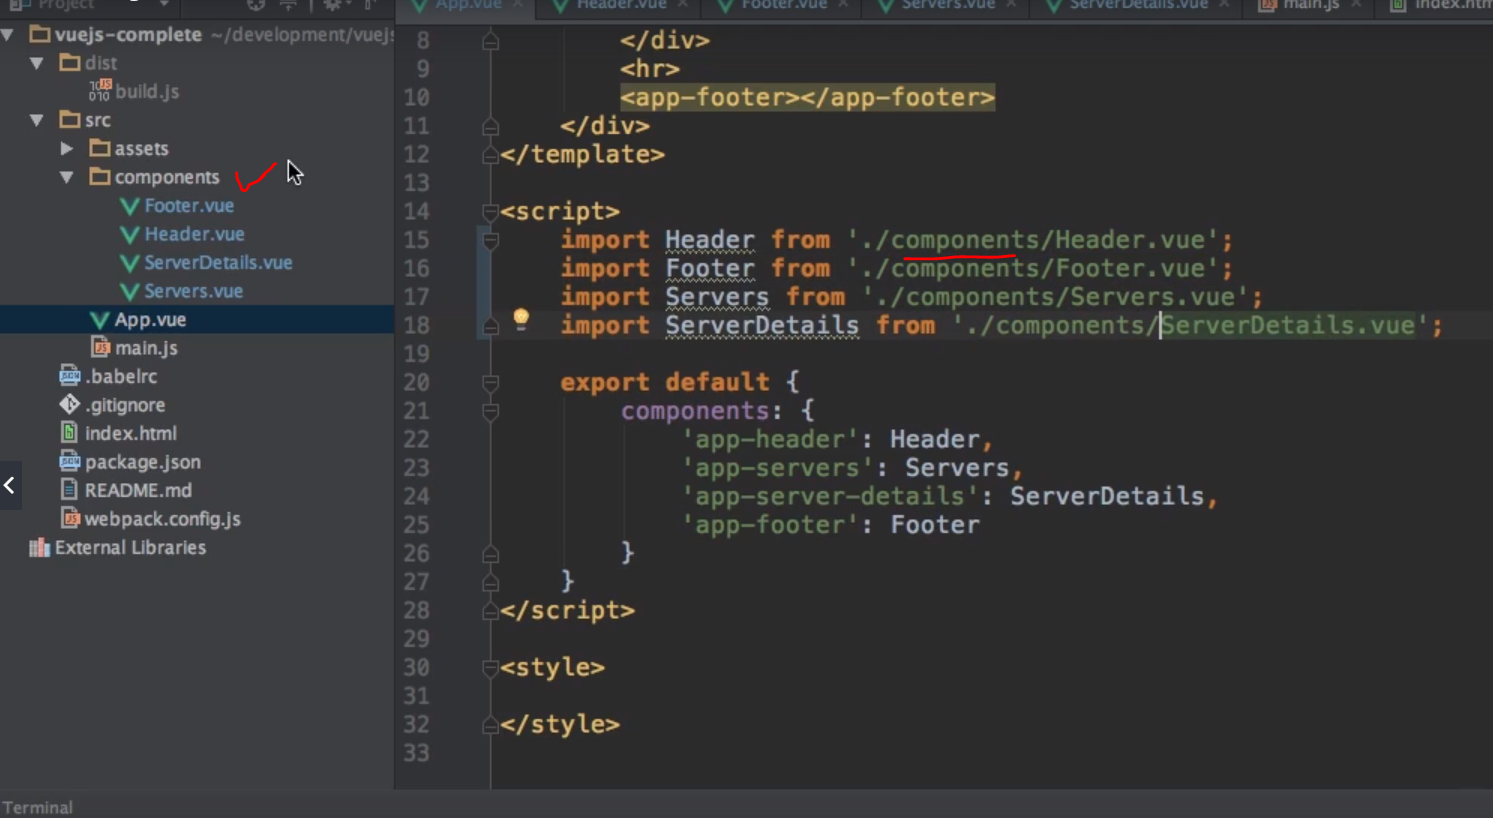 Project
App.vue
Header.vue
Footer.vue
Servers.vue
ServerDetails.vue
main.js
vuejs-complete ~/development/vuejs
dist
build.js
src
assets
components
Footer.vue
Header.vue
ServerDetails.vue
Servers.vue
App.vue
main.js
.babelrc
.gitignore
index.html
package.json
README.md
webpack.config.js
External Libraries
8 </div>
9 <hr>
10 <app-footer></app-footer>
11 </div>
12 </template>
13
14 <script>
15 import Header from './components/Header.vue';
16 import Footer from './components/Footer.vue';
17 import Servers from './components/Servers.vue';
18 import ServerDetails from './components/ServerDetails.vue';
19
20 export default {
21 components: {
22 'app-header': Header,
23 'app-servers': Servers,
24 'app-server-details': ServerDetails,
25 'app-footer': Footer
26 }
27 }
28 </script>
29
30 <style>
31
32 </style>
33
Terminal